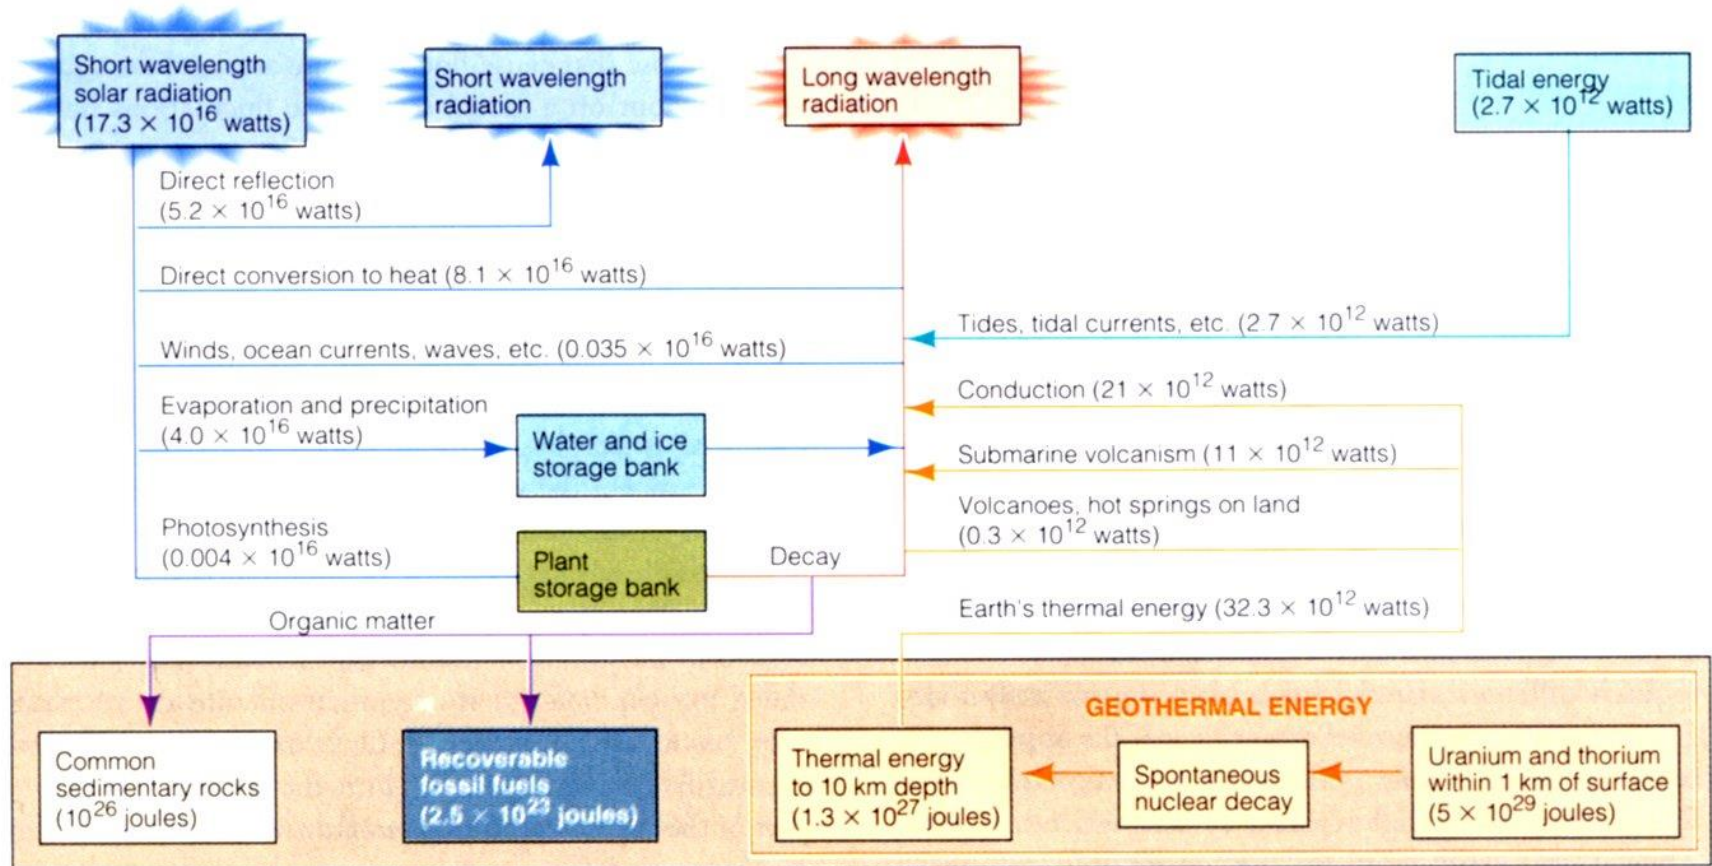 Short wavelength
solar radiation
(17.3 × 10¹⁶ watts)
Short wavelength
radiation
Long wavelength
radiation
Tidal energy
(2.7 × 10¹² watts)
Direct reflection
(5.2 × 10¹⁶ watts)
Direct conversion to heat (8.1 × 10¹⁶ watts)
Tides, tidal currents, etc. (2.7 × 10¹² watts)
Winds, ocean currents, waves, etc. (0.035 × 10¹⁶ watts)
Conduction (21 × 10¹² watts)
Evaporation and precipitation
(4.0 × 10¹⁶ watts)
Water and ice
storage bank
Submarine volcanism (11 × 10¹² watts)
Volcanoes, hot springs on land
(0.3 × 10¹² watts)
Photosynthesis
(0.004 × 10¹⁶ watts)
Plant
storage bank
Decay
Earth's thermal energy (32.3 × 10¹² watts)
Organic matter
GEOTHERMAL ENERGY
Common
sedimentary rocks
(10²⁶ joules)
Recoverable
fossil fuels
(2.5 × 10²³ joules)
Thermal energy
to 10 km depth
(1.3 × 10²⁷ joules)
Spontaneous
nuclear decay
Uranium and thorium
within 1 km of surface
(5 × 10²⁹ joules)